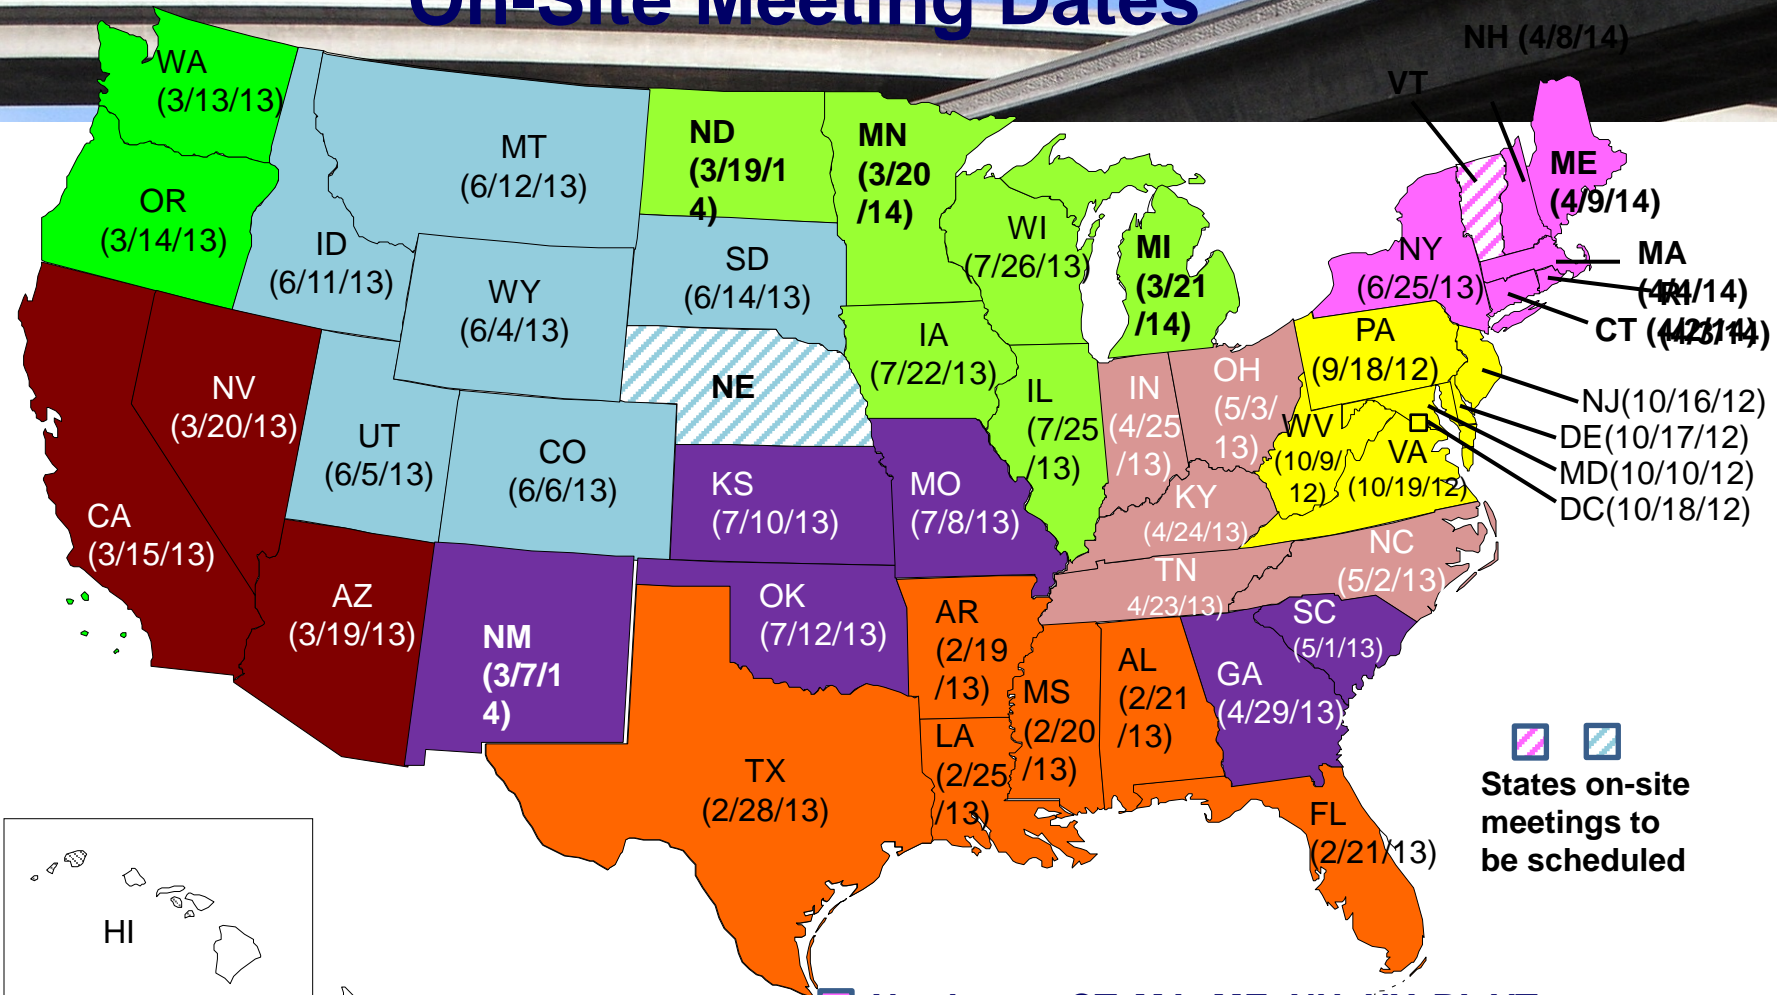 On-Site Meeting Dates
NH (4/8/14)
VT
WA
(3/13/13)
MT
(6/12/13)
ND
(3/19/1
4)
MN
(3/20
/14)
ME
(4/9/14)
OR
(3/14/13)
ID
(6/11/13)
WY
(6/4/13)
SD
(6/14/13)
WI
(7/26/13)
MI
(3/21
/14)
NY
(6/25/13)
MA
RI
CT
IA
(7/22/13)
PA
(9/18/12)
NV
(3/20/13)
NE
IL
(7/25
/13)
IN
(4/25
/13)
OH
(5/3/
13)
NJ(10/16/12)
DE(10/17/12)
MD(10/10/12)
DC(10/18/12)
UT
(6/5/13)
CO
(6/6/13)
WV
(10/9/
12)
VA
(10/19/12)
CA
(3/15/13)
KS
(7/10/13)
MO
(7/8/13)
KY
(4/24/13)
NC
(5/2/13)
AZ
(3/19/13)
NM
(3/7/1
4)
OK
(7/12/13)
AR
(2/19
/13)
TN
4/23/13)
SC
(5/1/13)
MS
(2/20
/13)
AL
(2/21
/13)
GA
(4/29/13)
TX
(2/28/13)
LA
(2/25
/13)
FL
(2/21/13)
States on-site
meetings to
be scheduled
HI